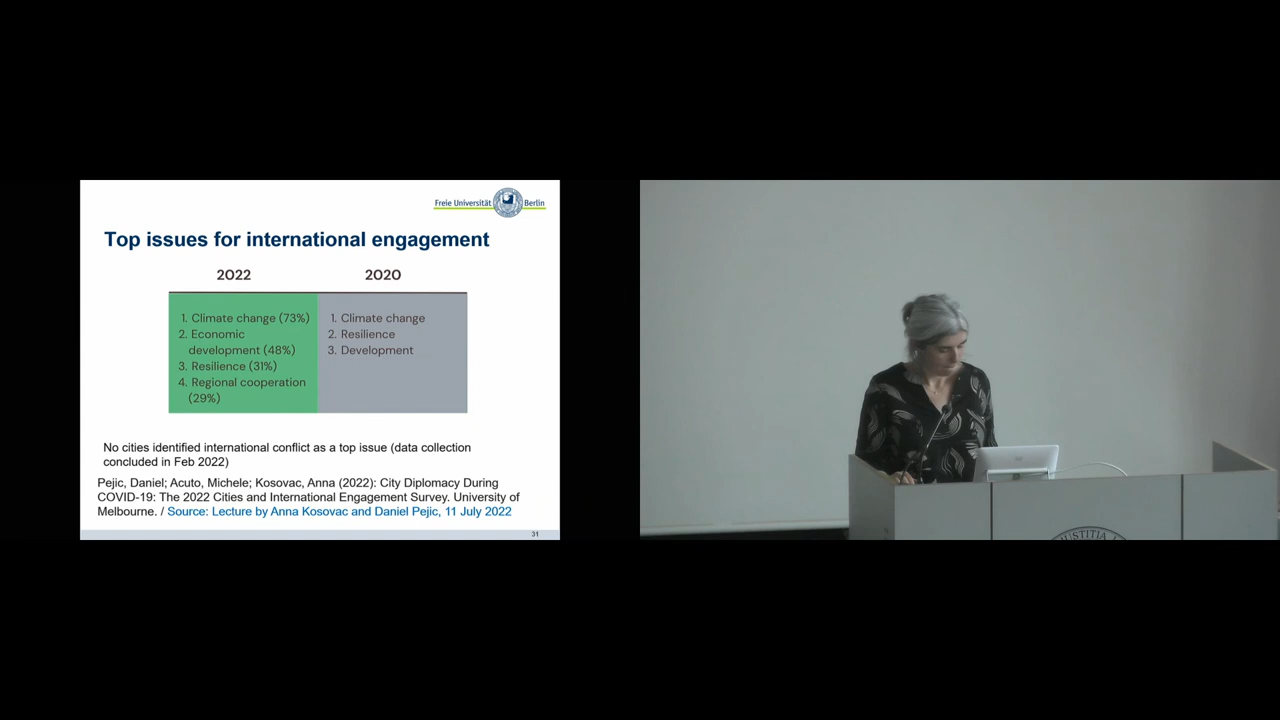 Freie Universität Berlin
Top issues for international engagement
2022 2020
1. Climate change (73%)
2. Economic
development (48%)
3. Resilience (31%)
4. Regional cooperation
(29%)
1. Climate change
2. Resilience
3. Development
No cities identified international conflict as a top issue (data collection
concluded in Feb 2022)
Pejic, Daniel; Acuto, Michele; Kosovac, Anna (2022): City Diplomacy During
COVID-19: The 2022 Cities and International Engagement Survey. University of
Melbourne. / Source: Lecture by Anna Kosovac and Daniel Pejic, 11 July 2022
31
JUSTITIA